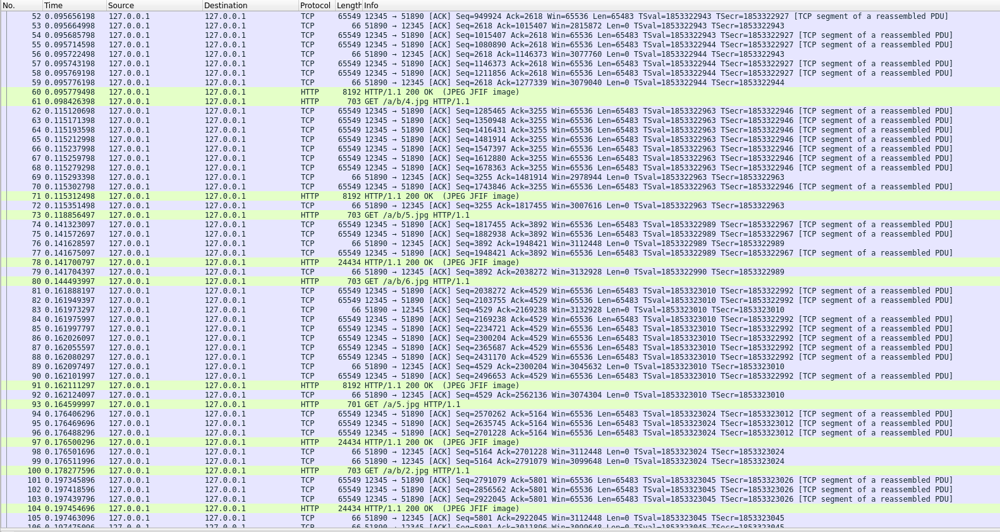 No. Time Source Destination Protocol Length Info
52 0.095656198 127.0.0.1 127.0.0.1 TCP 65549 12345 → 51890 [ACK] Seq=949924 Ack=2618 Win=65536 Len=65483 TSval=1853322943 TSecr=1853322927 [TCP segment of a reassembled PDU]
53 0.095664998 127.0.0.1 127.0.0.1 TCP 66 51890 → 12345 [ACK] Seq=2618 Ack=1015407 Win=2815872 Len=0 TSval=1853322943 TSecr=1853322943
54 0.095685798 127.0.0.1 127.0.0.1 TCP 65549 12345 → 51890 [ACK] Seq=1015407 Ack=2618 Win=65536 Len=65483 TSval=1853322943 TSecr=1853322927 [TCP segment of a reassembled PDU]
55 0.095714598 127.0.0.1 127.0.0.1 TCP 65549 12345 → 51890 [ACK] Seq=1080890 Ack=2618 Win=65536 Len=65483 TSval=1853322944 TSecr=1853322927 [TCP segment of a reassembled PDU]
56 0.095722498 127.0.0.1 127.0.0.1 TCP 66 51890 → 12345 [ACK] Seq=2618 Ack=1146373 Win=3077760 Len=0 TSval=1853322944 TSecr=1853322943
57 0.095743198 127.0.0.1 127.0.0.1 TCP 65549 12345 → 51890 [ACK] Seq=1146373 Ack=2618 Win=65536 Len=65483 TSval=1853322944 TSecr=1853322927 [TCP segment of a reassembled PDU]
58 0.095769198 127.0.0.1 127.0.0.1 TCP 65549 12345 → 51890 [ACK] Seq=1211856 Ack=2618 Win=65536 Len=65483 TSval=1853322944 TSecr=1853322927 [TCP segment of a reassembled PDU]
59 0.095776198 127.0.0.1 127.0.0.1 TCP 66 51890 → 12345 [ACK] Seq=2618 Ack=1277339 Win=3079040 Len=0 TSval=1853322944 TSecr=1853322944
60 0.095779498 127.0.0.1 127.0.0.1 HTTP 8192 HTTP/1.1 200 OK (JPEG JFIF image)
61 0.098426398 127.0.0.1 127.0.0.1 HTTP 703 GET /a/b/4.jpg HTTP/1.1
62 0.115120698 127.0.0.1 127.0.0.1 TCP 65549 12345 → 51890 [ACK] Seq=1285465 Ack=3255 Win=65536 Len=65483 TSval=1853322963 TSecr=1853322946 [TCP segment of a reassembled PDU]
63 0.115171398 127.0.0.1 127.0.0.1 TCP 65549 12345 → 51890 [ACK] Seq=1350948 Ack=3255 Win=65536 Len=65483 TSval=1853322963 TSecr=1853322946 [TCP segment of a reassembled PDU]
64 0.115193598 127.0.0.1 127.0.0.1 TCP 65549 12345 → 51890 [ACK] Seq=1416431 Ack=3255 Win=65536 Len=65483 TSval=1853322963 TSecr=1853322946 [TCP segment of a reassembled PDU]
65 0.115212998 127.0.0.1 127.0.0.1 TCP 65549 12345 → 51890 [ACK] Seq=1481914 Ack=3255 Win=65536 Len=65483 TSval=1853322963 TSecr=1853322946 [TCP segment of a reassembled PDU]
66 0.115237998 127.0.0.1 127.0.0.1 TCP 65549 12345 → 51890 [ACK] Seq=1547397 Ack=3255 Win=65536 Len=65483 TSval=1853322963 TSecr=1853322946 [TCP segment of a reassembled PDU]
67 0.115259798 127.0.0.1 127.0.0.1 TCP 65549 12345 → 51890 [ACK] Seq=1612880 Ack=3255 Win=65536 Len=65483 TSval=1853322963 TSecr=1853322946 [TCP segment of a reassembled PDU]
68 0.115279298 127.0.0.1 127.0.0.1 TCP 65549 12345 → 51890 [ACK] Seq=1678363 Ack=3255 Win=65536 Len=65483 TSval=1853322963 TSecr=1853322946 [TCP segment of a reassembled PDU]
69 0.115293398 127.0.0.1 127.0.0.1 TCP 66 51890 → 12345 [ACK] Seq=3255 Ack=1481914 Win=2978944 Len=0 TSval=1853322963 TSecr=1853322963
70 0.115302798 127.0.0.1 127.0.0.1 TCP 65549 12345 → 51890 [ACK] Seq=1743846 Ack=3255 Win=65536 Len=65483 TSval=1853322963 TSecr=1853322946 [TCP segment of a reassembled PDU]
71 0.115312498 127.0.0.1 127.0.0.1 HTTP 8192 HTTP/1.1 200 OK (JPEG JFIF image)
72 0.115351498 127.0.0.1 127.0.0.1 TCP 66 51890 → 12345 [ACK] Seq=3255 Ack=1817455 Win=3007616 Len=0 TSval=1853322963 TSecr=1853322963
73 0.118856497 127.0.0.1 127.0.0.1 HTTP 703 GET /a/b/5.jpg HTTP/1.1
74 0.141323097 127.0.0.1 127.0.0.1 TCP 65549 12345 → 51890 [ACK] Seq=1817455 Ack=3892 Win=65536 Len=65483 TSval=1853322989 TSecr=1853322967 [TCP segment of a reassembled PDU]
75 0.141572697 127.0.0.1 127.0.0.1 TCP 65549 12345 → 51890 [ACK] Seq=1882938 Ack=3892 Win=65536 Len=65483 TSval=1853322989 TSecr=1853322967 [TCP segment of a reassembled PDU]
76 0.141628597 127.0.0.1 127.0.0.1 TCP 66 51890 → 12345 [ACK] Seq=3892 Ack=1948421 Win=3112448 Len=0 TSval=1853322989 TSecr=1853322989
77 0.141675097 127.0.0.1 127.0.0.1 TCP 65549 12345 → 51890 [ACK] Seq=1948421 Ack=3892 Win=65536 Len=65483 TSval=1853322989 TSecr=1853322967 [TCP segment of a reassembled PDU]
78 0.141700797 127.0.0.1 127.0.0.1 HTTP 24434 HTTP/1.1 200 OK (JPEG JFIF image)
79 0.141704397 127.0.0.1 127.0.0.1 TCP 66 51890 → 12345 [ACK] Seq=3892 Ack=2038272 Win=3132928 Len=0 TSval=1853322990 TSecr=1853322989
80 0.144493997 127.0.0.1 127.0.0.1 HTTP 703 GET /a/b/6.jpg HTTP/1.1
81 0.161888197 127.0.0.1 127.0.0.1 TCP 65549 12345 → 51890 [ACK] Seq=2038272 Ack=4529 Win=65536 Len=65483 TSval=1853323010 TSecr=1853322992 [TCP segment of a reassembled PDU]
82 0.161949397 127.0.0.1 127.0.0.1 TCP 65549 12345 → 51890 [ACK] Seq=2103755 Ack=4529 Win=65536 Len=65483 TSval=1853323010 TSecr=1853322992 [TCP segment of a reassembled PDU]
83 0.161973297 127.0.0.1 127.0.0.1 TCP 66 51890 → 12345 [ACK] Seq=4529 Ack=2169238 Win=3132928 Len=0 TSval=1853323010 TSecr=1853323010
84 0.161975997 127.0.0.1 127.0.0.1 TCP 65549 12345 → 51890 [ACK] Seq=2169238 Ack=4529 Win=65536 Len=65483 TSval=1853323010 TSecr=1853322992 [TCP segment of a reassembled PDU]
85 0.161997797 127.0.0.1 127.0.0.1 TCP 65549 12345 → 51890 [ACK] Seq=2234721 Ack=4529 Win=65536 Len=65483 TSval=1853323010 TSecr=1853322992 [TCP segment of a reassembled PDU]
86 0.162026097 127.0.0.1 127.0.0.1 TCP 65549 12345 → 51890 [ACK] Seq=2300204 Ack=4529 Win=65536 Len=65483 TSval=1853323010 TSecr=1853322992 [TCP segment of a reassembled PDU]
87 0.162055597 127.0.0.1 127.0.0.1 TCP 65549 12345 → 51890 [ACK] Seq=2365687 Ack=4529 Win=65536 Len=65483 TSval=1853323010 TSecr=1853322992 [TCP segment of a reassembled PDU]
88 0.162080297 127.0.0.1 127.0.0.1 TCP 65549 12345 → 51890 [ACK] Seq=2431170 Ack=4529 Win=65536 Len=65483 TSval=1853323010 TSecr=1853322992 [TCP segment of a reassembled PDU]
89 0.162097497 127.0.0.1 127.0.0.1 TCP 66 51890 → 12345 [ACK] Seq=4529 Ack=2300204 Win=3045632 Len=0 TSval=1853323010 TSecr=1853323010
90 0.162101997 127.0.0.1 127.0.0.1 TCP 65549 12345 → 51890 [ACK] Seq=2496653 Ack=4529 Win=65536 Len=65483 TSval=1853323010 TSecr=1853322992 [TCP segment of a reassembled PDU]
91 0.162111297 127.0.0.1 127.0.0.1 HTTP 8192 HTTP/1.1 200 OK (JPEG JFIF image)
92 0.162124097 127.0.0.1 127.0.0.1 TCP 66 51890 → 12345 [ACK] Seq=4529 Ack=2562136 Win=3074304 Len=0 TSval=1853323010 TSecr=1853323010
93 0.164599997 127.0.0.1 127.0.0.1 HTTP 701 GET /a/5.jpg HTTP/1.1
94 0.176406296 127.0.0.1 127.0.0.1 TCP 65549 12345 → 51890 [ACK] Seq=2570262 Ack=5164 Win=65536 Len=65483 TSval=1853323024 TSecr=1853323012 [TCP segment of a reassembled PDU]
95 0.176469296 127.0.0.1 127.0.0.1 TCP 65549 12345 → 51890 [ACK] Seq=2635745 Ack=5164 Win=65536 Len=65483 TSval=1853323024 TSecr=1853323012 [TCP segment of a reassembled PDU]
96 0.176488296 127.0.0.1 127.0.0.1 TCP 65549 12345 → 51890 [ACK] Seq=2701228 Ack=5164 Win=65536 Len=65483 TSval=1853323024 TSecr=1853323012 [TCP segment of a reassembled PDU]
97 0.176500296 127.0.0.1 127.0.0.1 HTTP 24434 HTTP/1.1 200 OK (JPEG JFIF image)
98 0.176501696 127.0.0.1 127.0.0.1 TCP 66 51890 → 12345 [ACK] Seq=5164 Ack=2701228 Win=3112448 Len=0 TSval=1853323024 TSecr=1853323024
99 0.176511996 127.0.0.1 127.0.0.1 TCP 66 51890 → 12345 [ACK] Seq=5164 Ack=2791079 Win=3099648 Len=0 TSval=1853323024 TSecr=1853323024
100 0.178277596 127.0.0.1 127.0.0.1 HTTP 703 GET /a/b/2.jpg HTTP/1.1
101 0.197345896 127.0.0.1 127.0.0.1 TCP 65549 12345 → 51890 [ACK] Seq=2791079 Ack=5801 Win=65536 Len=65483 TSval=1853323045 TSecr=1853323026 [TCP segment of a reassembled PDU]
102 0.197418596 127.0.0.1 127.0.0.1 TCP 65549 12345 → 51890 [ACK] Seq=2856562 Ack=5801 Win=65536 Len=65483 TSval=1853323045 TSecr=1853323026 [TCP segment of a reassembled PDU]
103 0.197439796 127.0.0.1 127.0.0.1 TCP 65549 12345 → 51890 [ACK] Seq=2922045 Ack=5801 Win=65536 Len=65483 TSval=1853323045 TSecr=1853323026 [TCP segment of a reassembled PDU]
104 0.197454696 127.0.0.1 127.0.0.1 HTTP 24434 HTTP/1.1 200 OK (JPEG JFIF image)
105 0.197463096 127.0.0.1 127.0.0.1 TCP 66 51890 → 12345 [ACK] Seq=5801 Ack=2922045 Win=3112448 Len=0 TSval=1853323045 TSecr=1853323045
106 0.197475096 127.0.0.1 127.0.0.1 TCP 66 51890 → 12345 [ACK] Seq=5801 Ack=3011896 Win=3099648 Len=0 TSval=1853323045 TSecr=1853323045